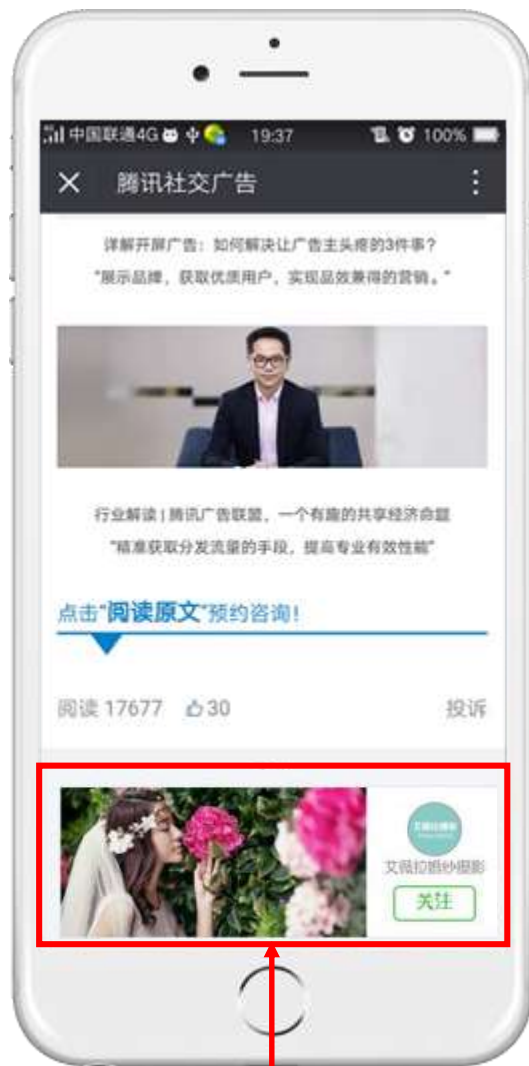 中国联通4G 19:37 100%
腾讯社交广告
详解开屏广告：如何解决让广告主头疼的3件事？
“展示品牌，获取优质用户，实现品效兼得的营销。”
行业解读 | 腾讯广告联盟，一个有趣的共享经济命题
“精准获取分发流量的手段，提高专业有效性能”
点击“阅读原文”预约咨询！
阅读 17677 30 投诉
艾薇拉婚纱摄影
关注